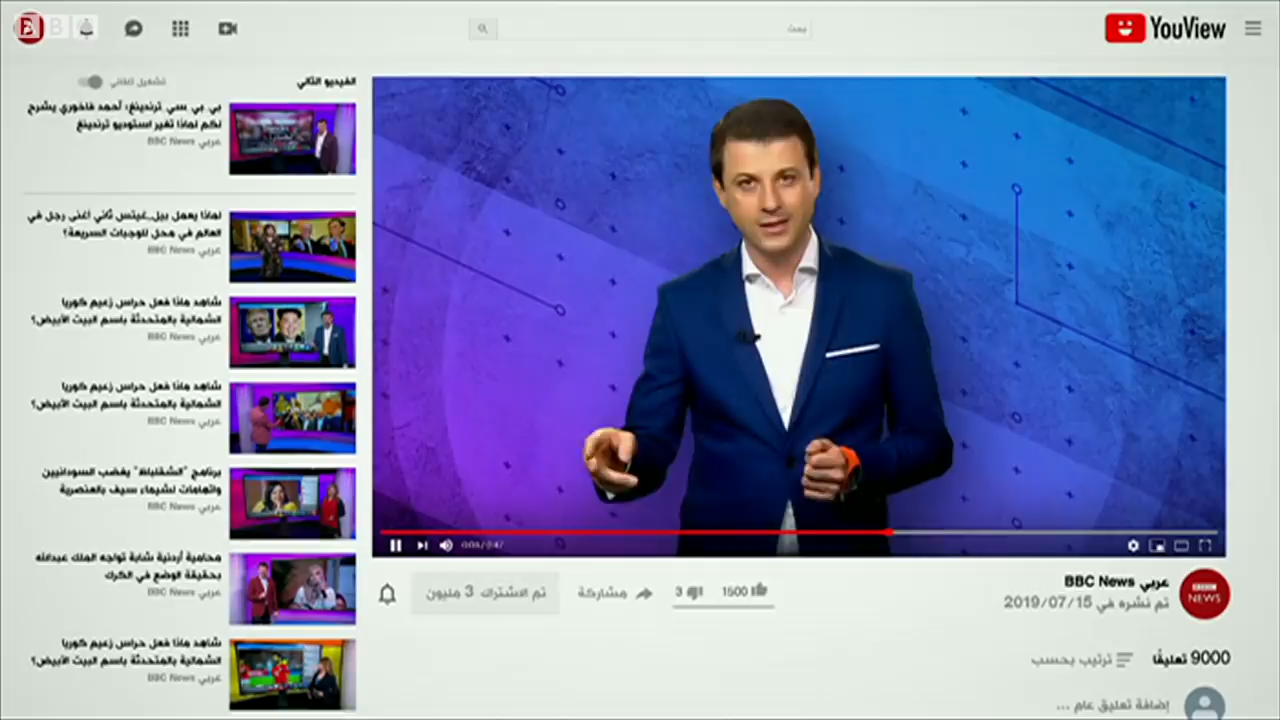 YouView
بحث
الفيديو التالي
تشغيل تلقائي
بي. بي. سي ترندينغ: أحمد فاخوري يشرح
لكم لماذا تغير استوديو ترندينغ
BBC News عربي
لماذا يعمل بيل_غيتس ثاني أغنى رجل في
العالم في محل للوجبات السريعة؟
BBC News عربي
شاهد ماذا فعل حراس زعيم كوريا
الشمالية بالمتحدثة باسم البيت الأبيض؟
BBC News عربي
شاهد ماذا فعل حراس زعيم كوريا
الشمالية بالمتحدثة باسم البيت الأبيض؟
BBC News عربي
برنامج "الشقلباظ" يغضب السودانيين
واتهامات لشيماء سيف بالعنصرية
BBC News عربي
محامية أردنية شابة تواجه الملك عبدالله
بحقيقة الوضع في الكرك
BBC News عربي
شاهد ماذا فعل حراس زعيم كوريا
الشمالية بالمتحدثة باسم البيت الأبيض؟
BBC News عربي
BBC NEWS
BBC News عربي
تم نشره في 2019/07/15
1500
3
مشاركة
تم الاشتراك 3 مليون
9000 تعليقًا
ترتيب بحسب
إضافة تعليق عام ...